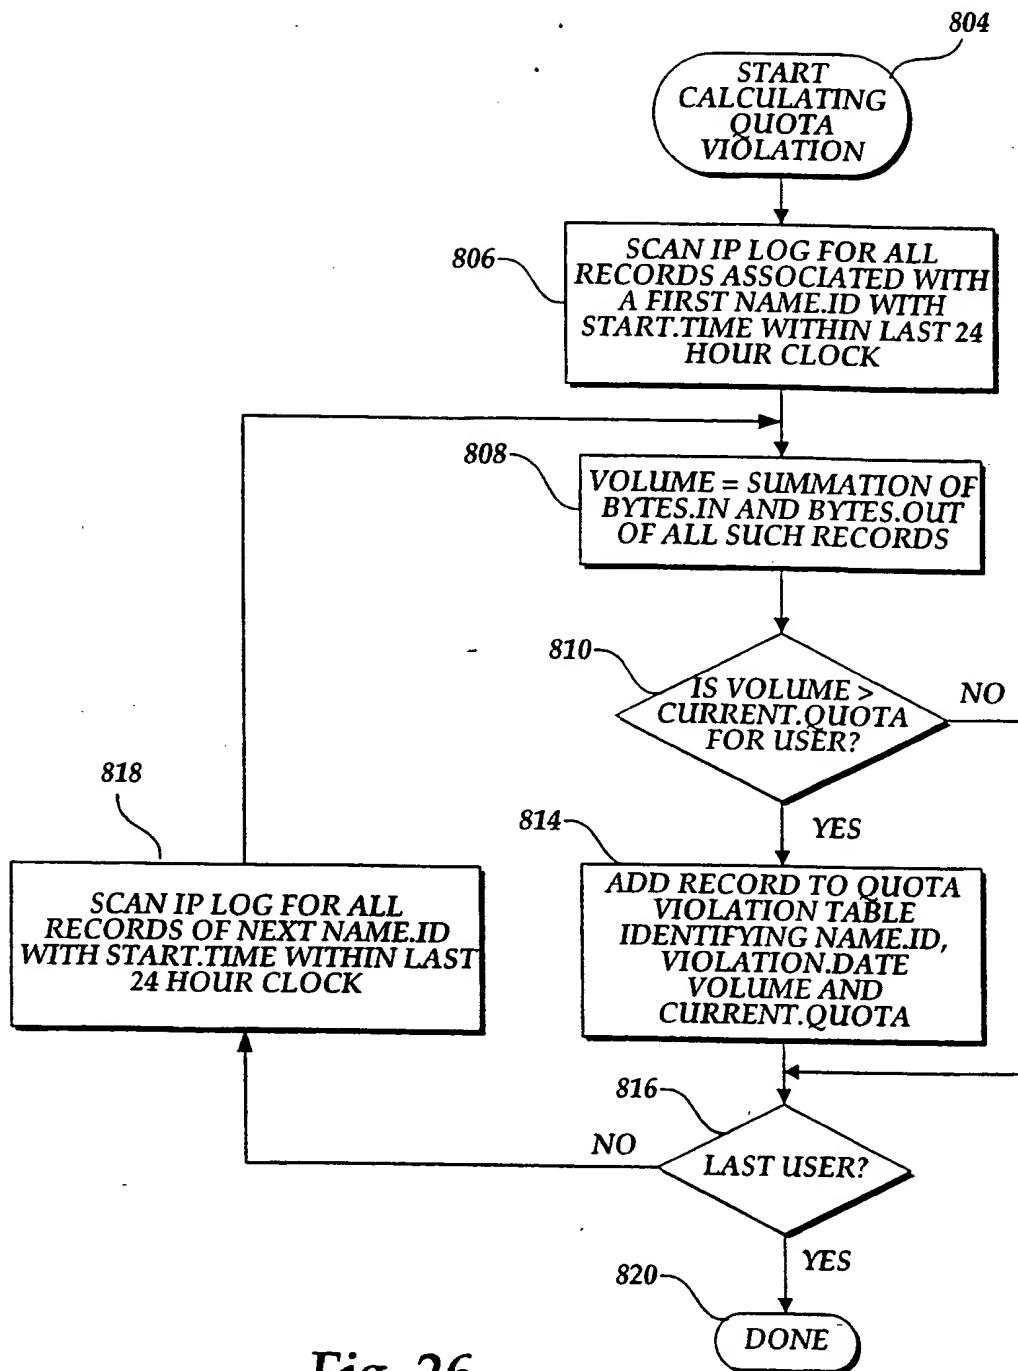 804
START
CALCULATING
QUOTA
VIOLATION
806
SCAN IP LOG FOR ALL
RECORDS ASSOCIATED WITH
A FIRST NAME.ID WITH
START.TIME WITHIN LAST 24
HOUR CLOCK
808
VOLUME = SUMMATION OF
BYTES.IN AND BYTES.OUT
OF ALL SUCH RECORDS
810
IS VOLUME >
CURRENT.QUOTA
FOR USER?
NO
YES
814
ADD RECORD TO QUOTA
VIOLATION TABLE
IDENTIFYING NAME.ID,
VIOLATION.DATE
VOLUME AND
CURRENT.QUOTA
818
SCAN IP LOG FOR ALL
RECORDS OF NEXT NAME.ID
WITH START.TIME WITHIN LAST
24 HOUR CLOCK
816
LAST USER?
NO
YES
820
DONE
Fig. 26